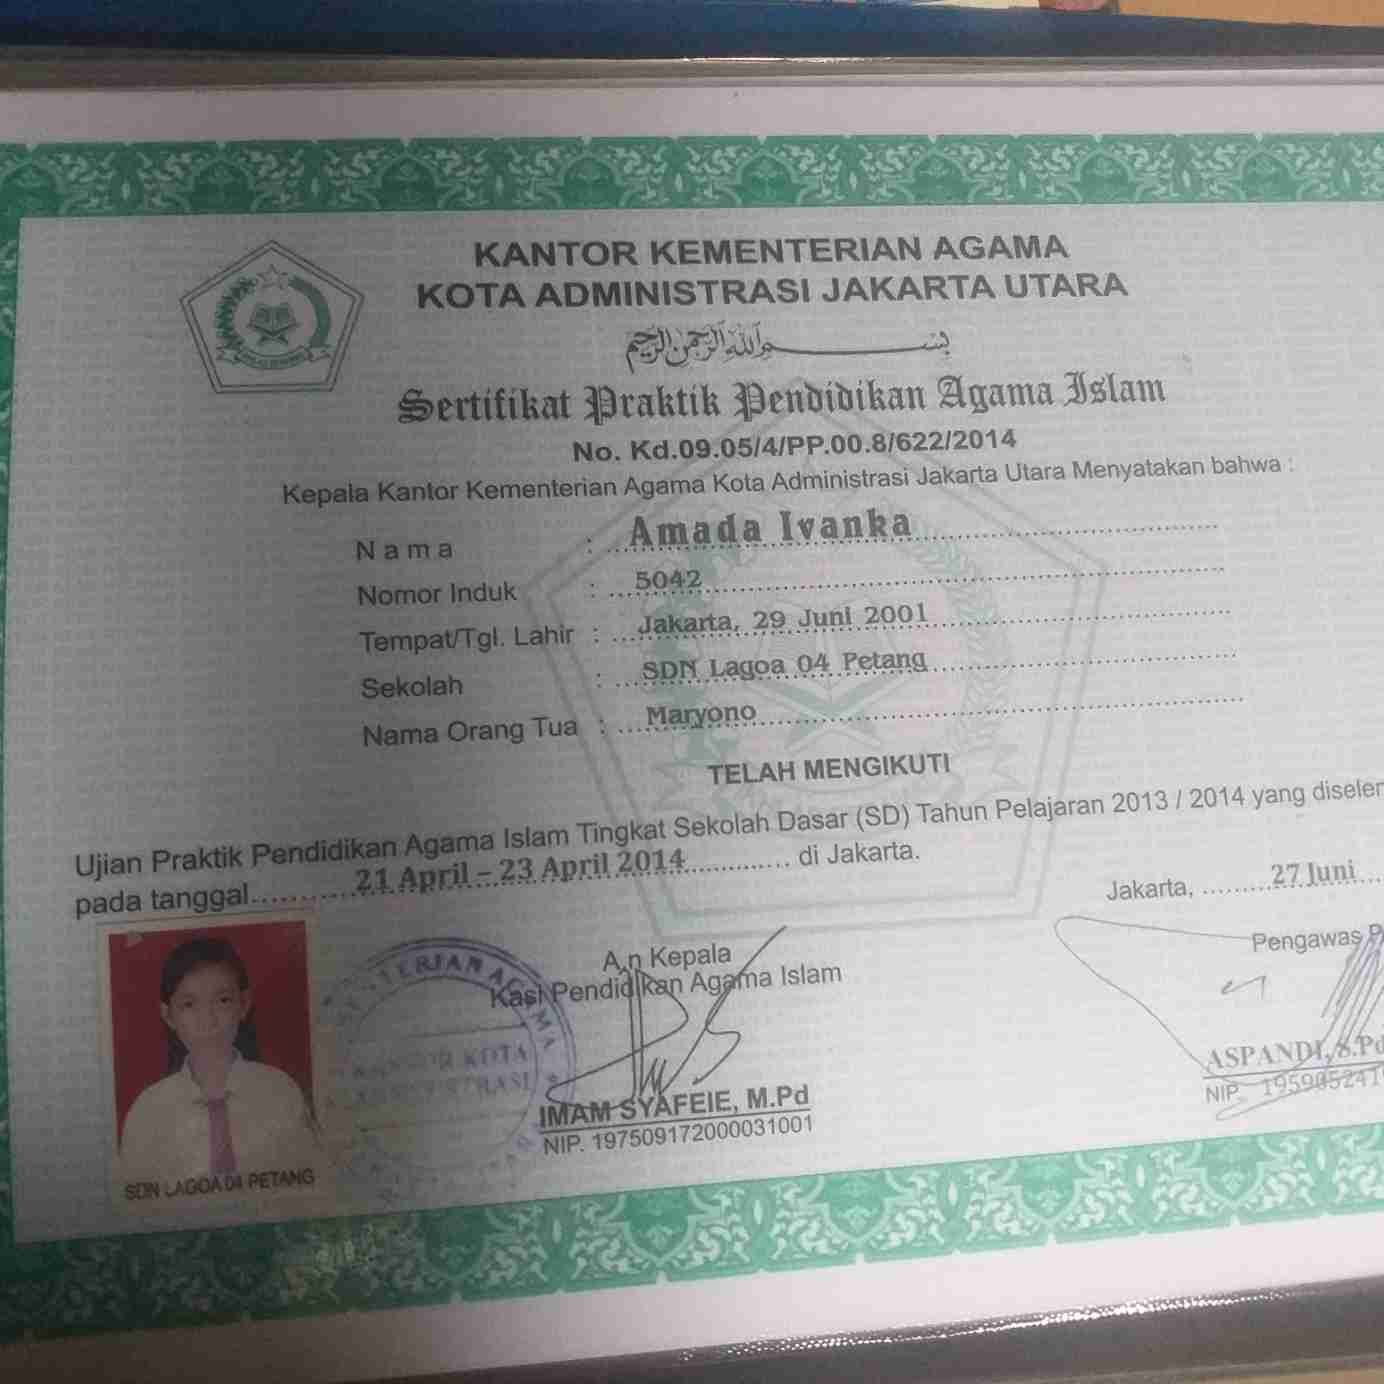 KANTOR KEMENTERIAN AGAMA
KOTA ADMINISTRASI JAKARTA UTARA
بسم الله الرحمن الرحيم
Sertifikat Praktik Pendidikan Agama Islam
No. Kd.09.05/4/PP.00.8/622/2014
Kepala Kantor Kementerian Agama Kota Administrasi Jakarta Utara Menyatakan bahwa :
Nama : Amada Ivanka
Nomor Induk : 5042
Tempat/Tgl. Lahir : Jakarta, 29 Juni 2001
Sekolah : SDN Lagoa 04 Petang
Nama Orang Tua : Maryono
TELAH MENGIKUTI
Ujian Praktik Pendidikan Agama Islam Tingkat Sekolah Dasar (SD) Tahun Pelajaran 2013 / 2014 yang diselen
pada tanggal 21 April – 23 April 2014 di Jakarta.
Jakarta, 27 Juni
A.n Kepala
Kasi Pendidikan Agama Islam
Pengawas P
KANTOR KOTA
IMAM SYAFEIE, M.Pd
NIP. 197509172000031001
ASPANDI, S.Pd
NIP.
SDN LAGOA 04 PETANG